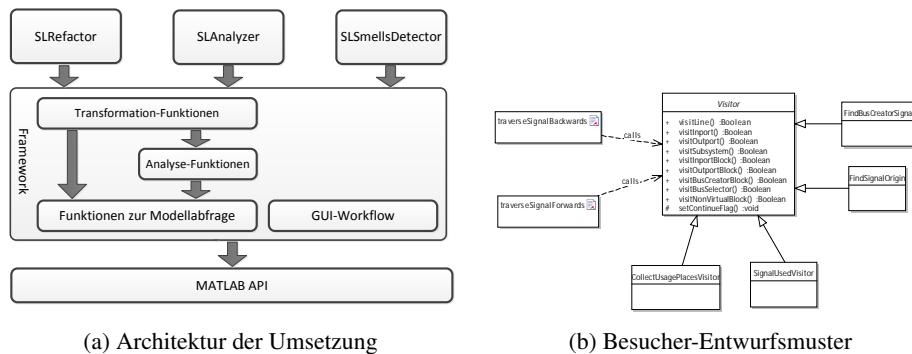 SLRefactor
SLAnalyzer
SLSmellsDetector
Framework
Transformation-Funktionen
Analyse-Funktionen
Funktionen zur Modellabfrage
GUI-Workflow
MATLAB API
(a) Architektur der Umsetzung
traverseSignalBackwards
calls
traverseSignalForwards
calls
Visitor
+ visitLine() :Boolean
+ visitInport() :Boolean
+ visitOutport() :Boolean
+ visitSubsystem() :Boolean
+ visitInportBlock() :Boolean
+ visitOutportBlock() :Boolean
+ visitBusCreatorBlock() :Boolean
+ visitBusSelector() :Boolean
+ visitNonVirtualBlock() :Boolean
# setContinueFlag() :void
FindBusCreatorSignal
FindSignalOrigin
CollectUsagePlacesVisitor
SignalUsedVisitor
(b) Besucher-Entwurfsmuster